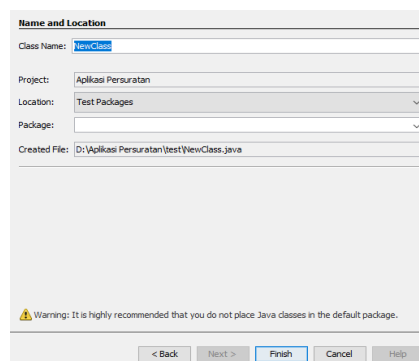 Name and Location
Class Name: NewClass
Project: Aplikasi Persuratan
Location: Test Packages
Package:
Created File: D:\Aplikasi Persuratan\test\NewClass.java
Warning: It is highly recommended that you do not place Java classes in the default package.
< Back Next > Finish Cancel Help